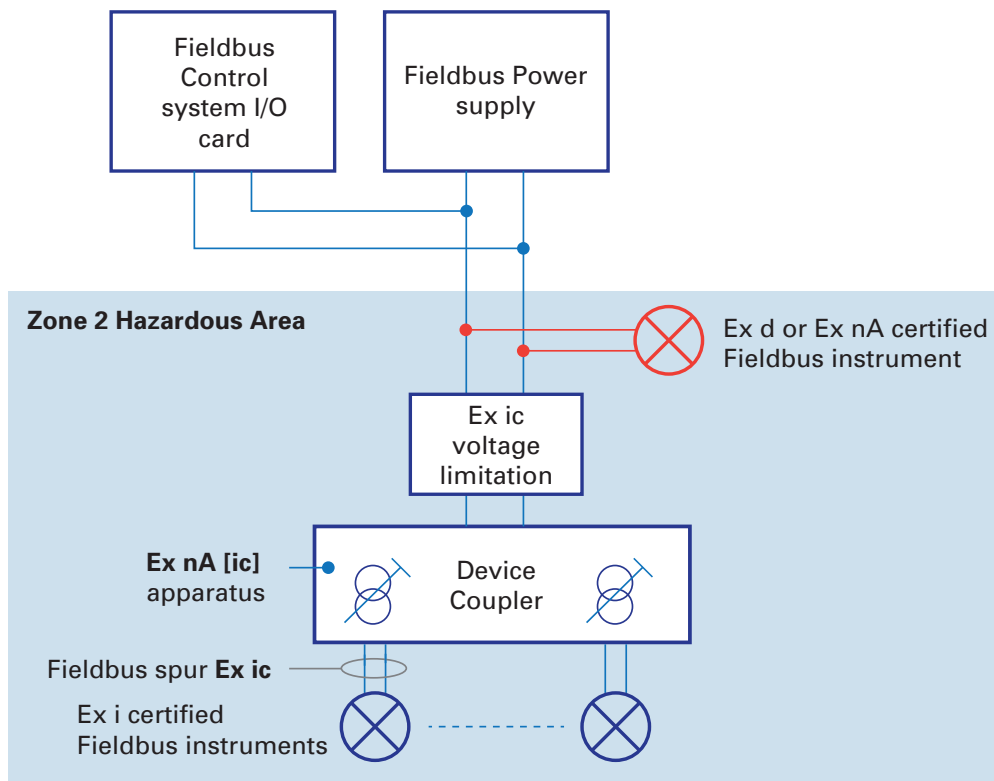 Fieldbus
Control
system I/O
card
Fieldbus Power
supply
Zone 2 Hazardous Area
Ex d or Ex nA certified
Fieldbus instrument
Ex ic
voltage
limitation
Ex nA [ic]
apparatus
Device
Coupler
Fieldbus spur Ex ic
Ex i certified
Fieldbus instruments